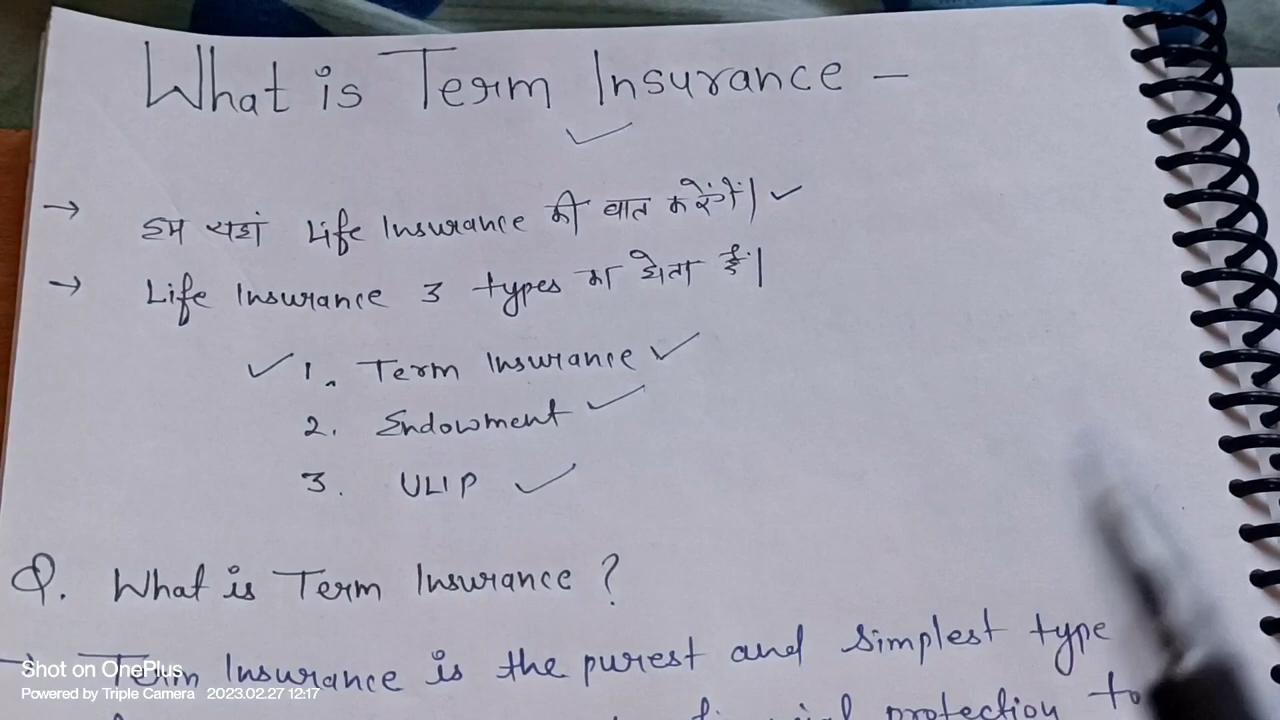 What is Term Insurance —
→ हम यहां Life Insurance की बात करेंगें। ✓
→ Life Insurance 3 types का होता है।
✓ 1. Term Insurance ✓
2. Endowment ✓
3. ULIP ✓
Q. What is Term Insurance ?
→ Term Insurance is the purest and simplest type
protection to
Shot on OnePlus
Powered by Triple Camera 2023.02.27 12:17